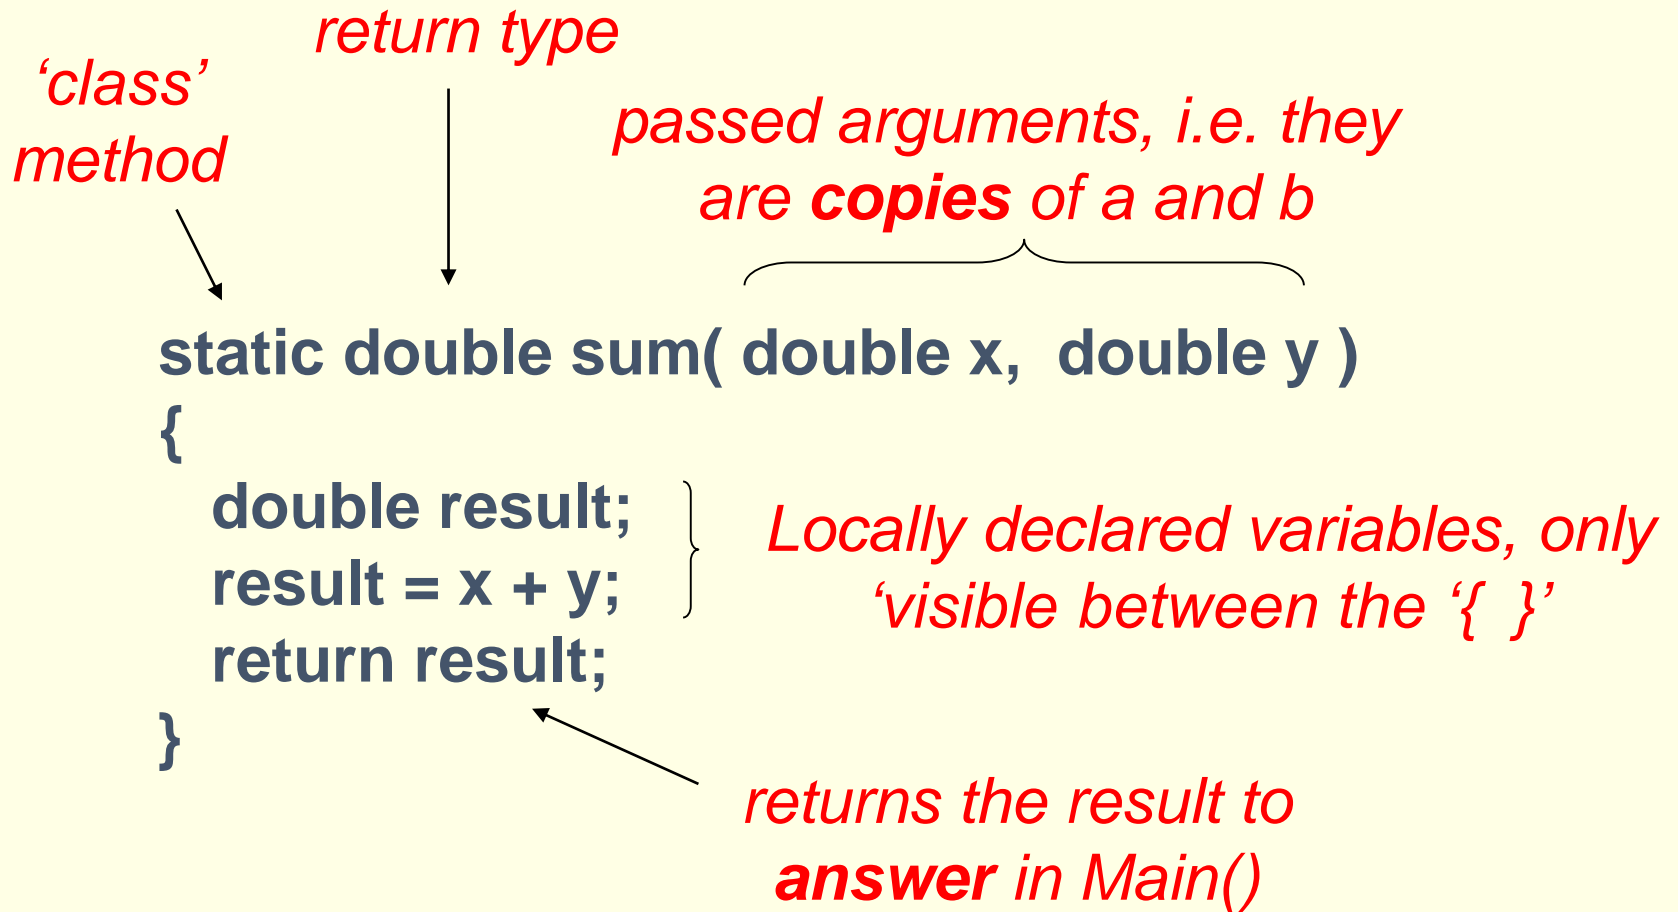 return type
‘class’
method
passed arguments, i.e. they
are copies of a and b
static double sum( double x,  double y )
{
double result;
result = x + y;
return result;
}
Locally declared variables, only
‘visible between the ‘{  }’
returns the result to
answer in Main()